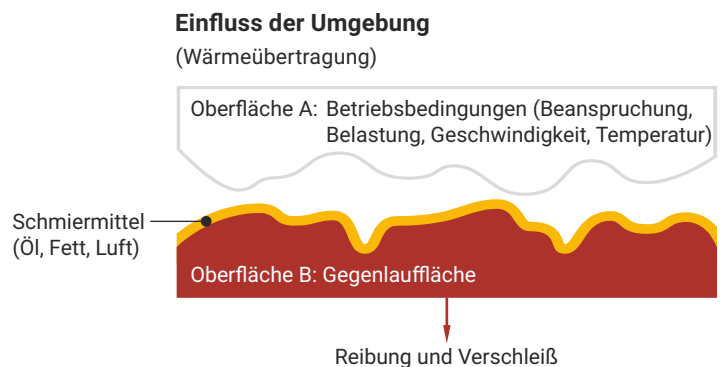 Einfluss der Umgebung
(Wärmeübertragung)
Oberfläche A: Betriebsbedingungen (Beanspruchung,
Belastung, Geschwindigkeit, Temperatur)
Schmiermittel
(Öl, Fett, Luft)
Oberfläche B: Gegenlauffläche
Reibung und Verschleiß